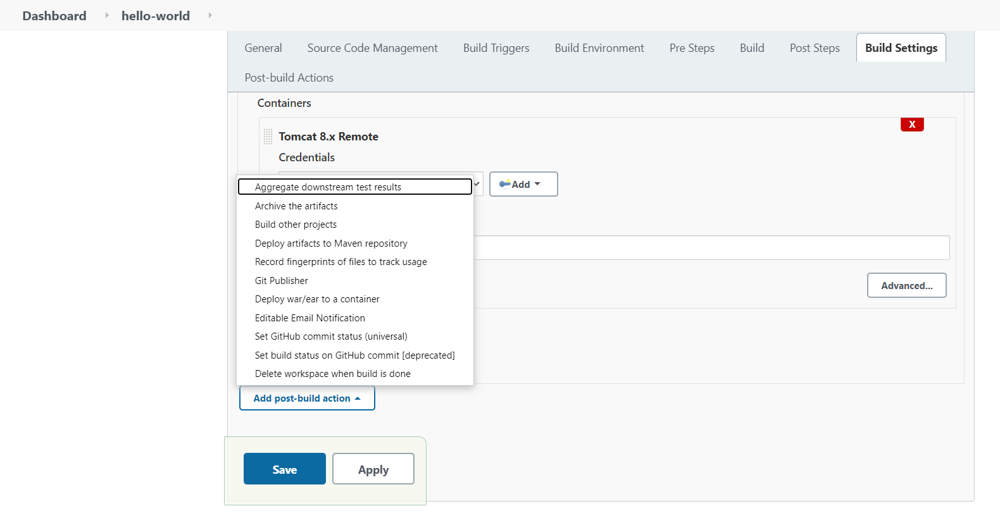 Dashboard hello-world
General Source Code Management Build Triggers Build Environment Pre Steps Build Post Steps Build Settings
Post-build Actions
Containers
X
Tomcat 8.x Remote
Credentials
Add
Aggregate downstream test results
Archive the artifacts
Build other projects
Deploy artifacts to Maven repository
Record fingerprints of files to track usage
Git Publisher
Deploy war/ear to a container
Editable Email Notification
Set GitHub commit status (universal)
Set build status on GitHub commit [deprecated]
Delete workspace when build is done
Advanced...
Add post-build action
Save Apply